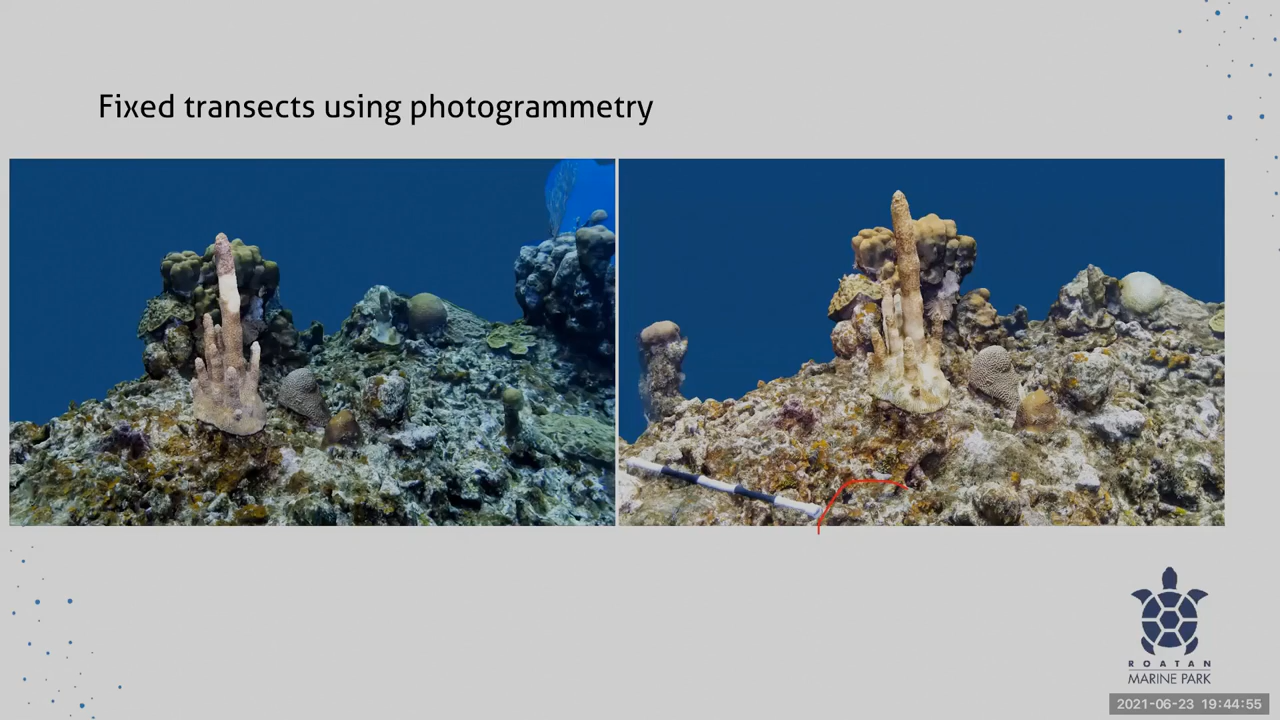 Fixed transects using photogrammetry
ROATAN
MARINE PARK
2021-06-23 19:44:55